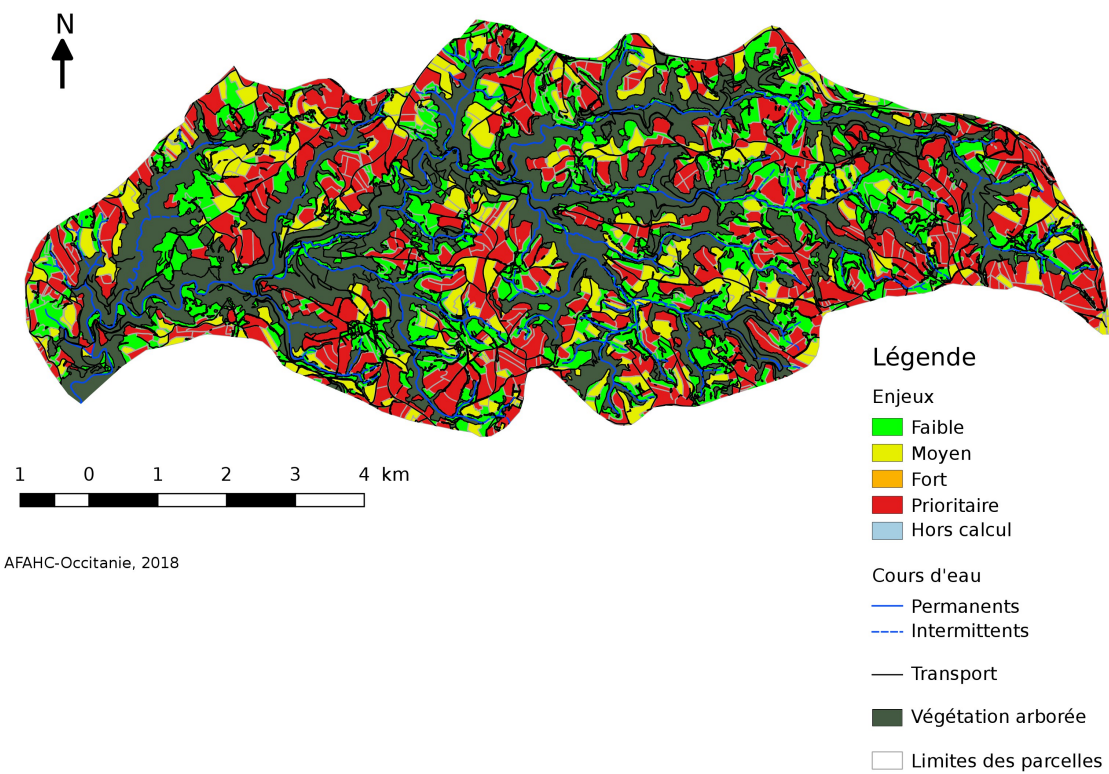 N
1 0 1 2 3 4 km
AFAHC-Occitanie, 2018
Légende
Enjeux
Faible
Moyen
Fort
Prioritaire
Hors calcul
Cours d'eau
Permanents
Intermittents
Transport
Végétation arborée
Limites des parcelles